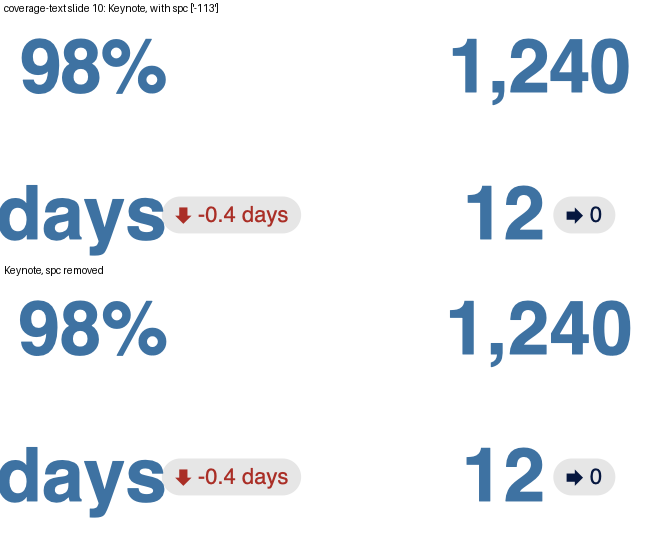 coverage-text slide 10: Keynote, with spc ['-113']
98% 1,240
days -0.4 days 12 0
Keynote, spc removed
98% 1,240
days -0.4 days 12 0